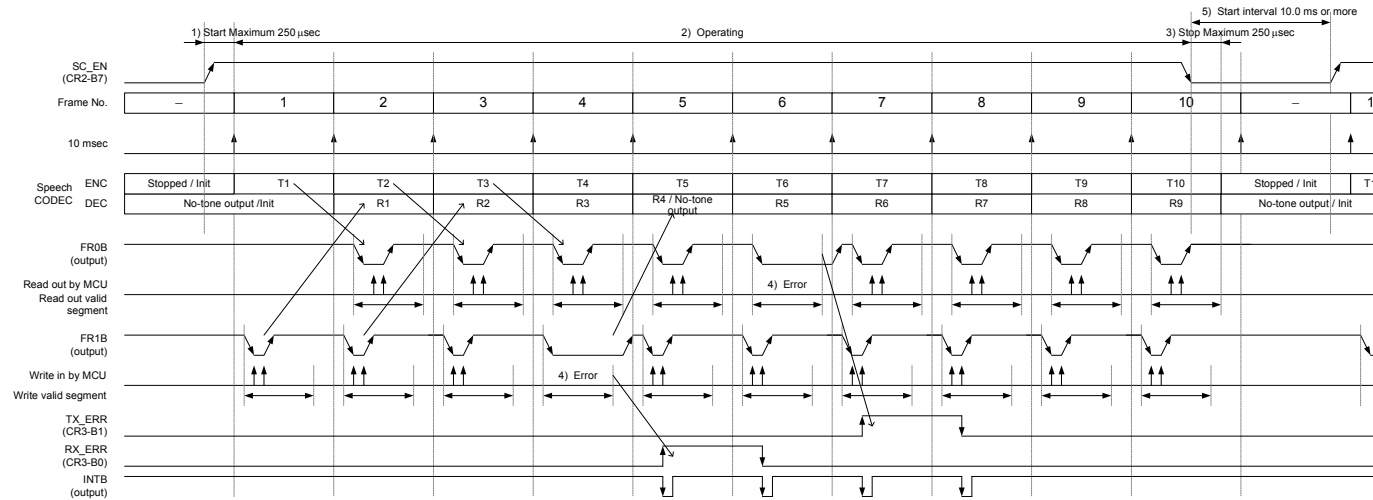 5) Start interval 10.0 ms or more
1) Start Maximum 250 μsec
2) Operating
3) Stop Maximum 250 μsec
SC_EN
(CR2-B7)
Frame No. – 1 2 3 4 5 6 7 8 9 10 – 1
10 msec
Speech
CODEC
ENC Stopped / Init T1 T2 T3 T4 T5 T6 T7 T8 T9 T10 Stopped / Init T1
DEC No-tone output /Init R1 R2 R3 R4 / No-tone output R5 R6 R7 R8 R9 No-tone output / Init
FR0B
(output)
Read out by MCU
4) Error
Read out valid
segment
FR1B
(output)
Write in by MCU
4) Error
Write valid segment
TX_ERR
(CR3-B1)
RX_ERR
(CR3-B0)
INTB
(output)